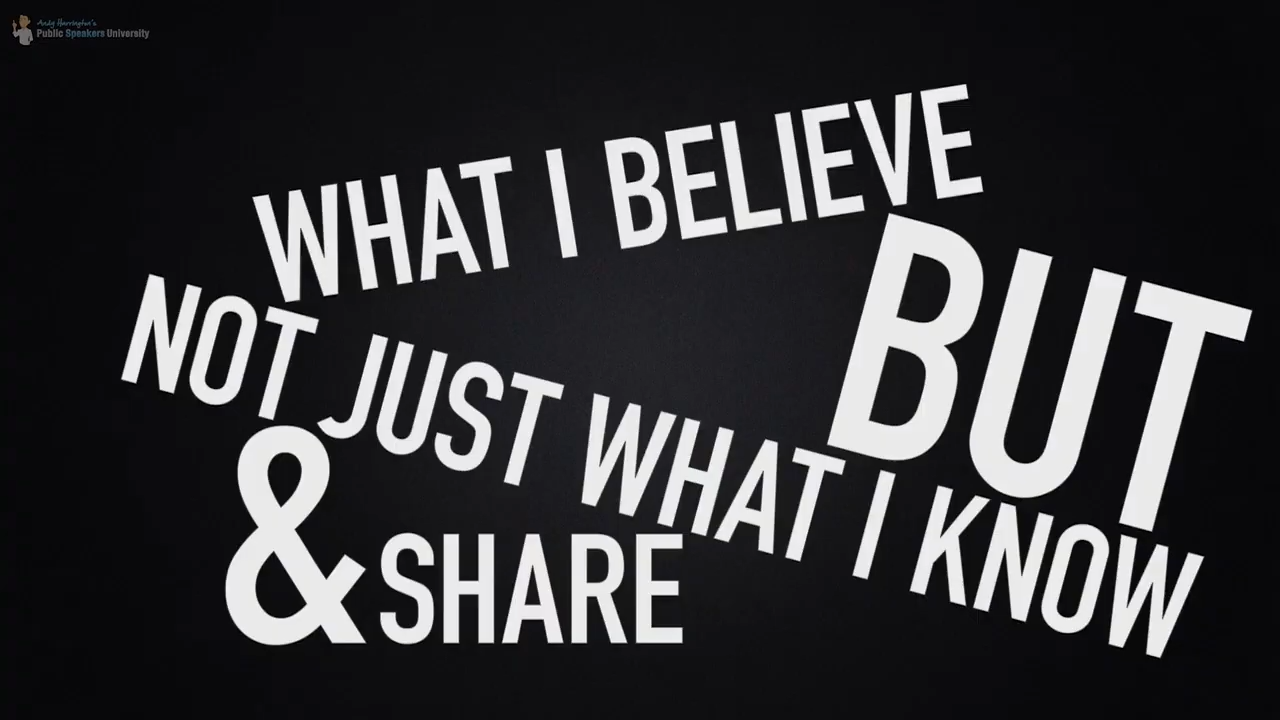 Andy Harrington's
Public Speakers University
WHAT I BELIEVE
BUT
NOT JUST WHAT I KNOW
& SHARE